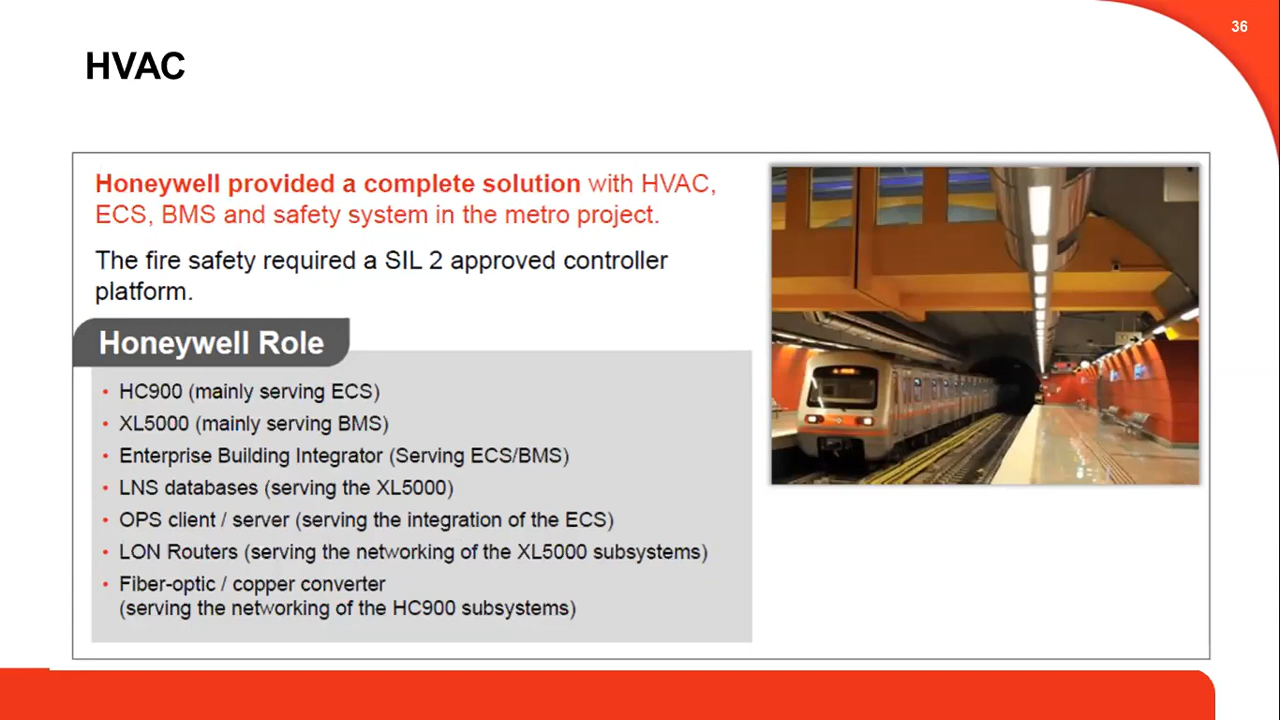 36
HVAC
Honeywell provided a complete solution with HVAC,
ECS, BMS and safety system in the metro project.
The fire safety required a SIL 2 approved controller
platform.
Honeywell Role
• HC900 (mainly serving ECS)
• XL5000 (mainly serving BMS)
• Enterprise Building Integrator (Serving ECS/BMS)
• LNS databases (serving the XL5000)
• OPS client / server (serving the integration of the ECS)
• LON Routers (serving the networking of the XL5000 subsystems)
• Fiber-optic / copper converter
(serving the networking of the HC900 subsystems)